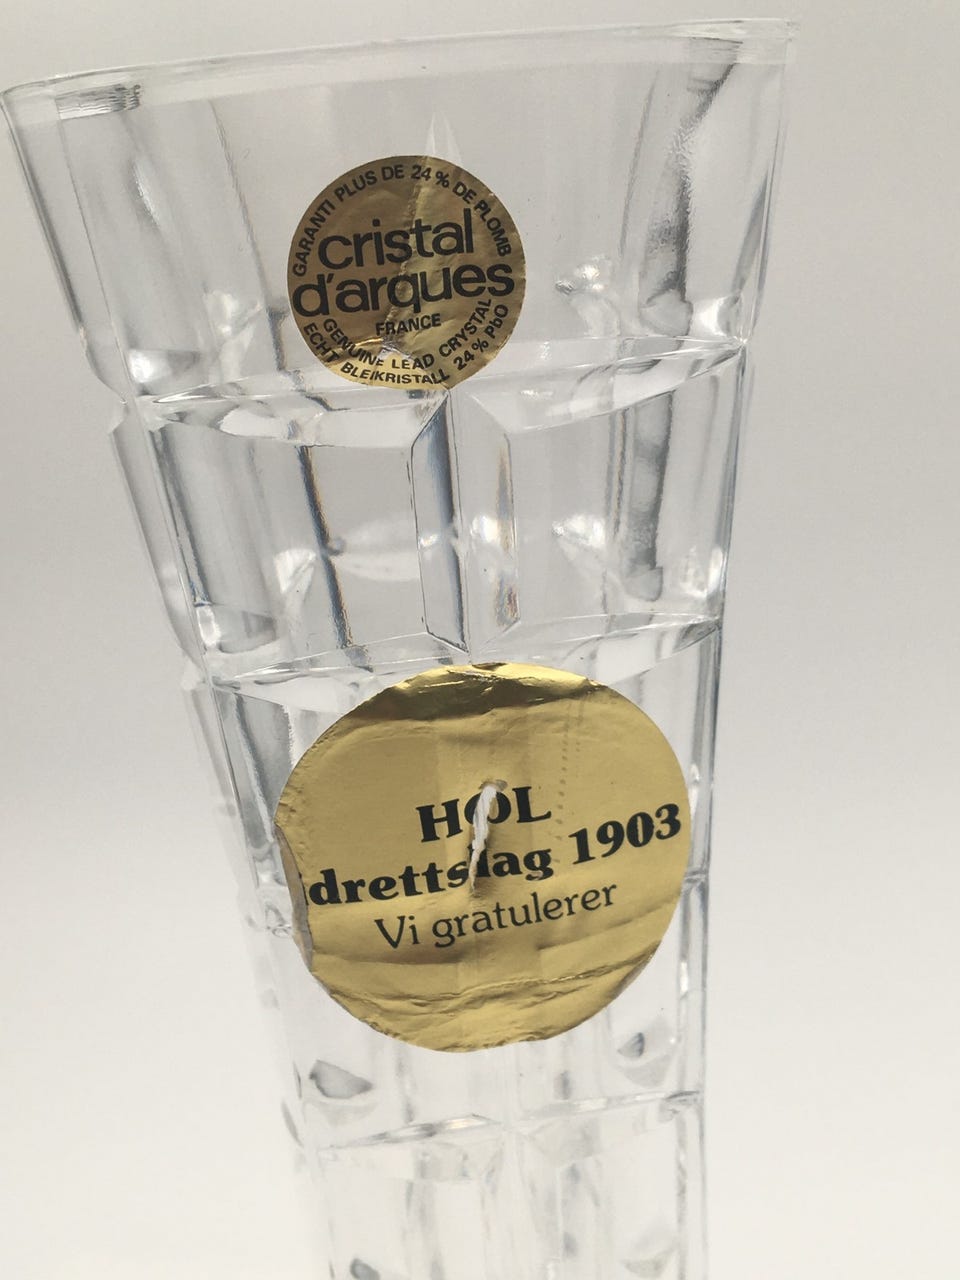 GARANTI PLUS DE 24% DE PLOMB
cristal
d'arques
FRANCE
GENUINE LEAD CRYSTAL
ECHT BLEIKRISTALL 24% PbO
HOL
drettslag 1903
Vi gratulerer